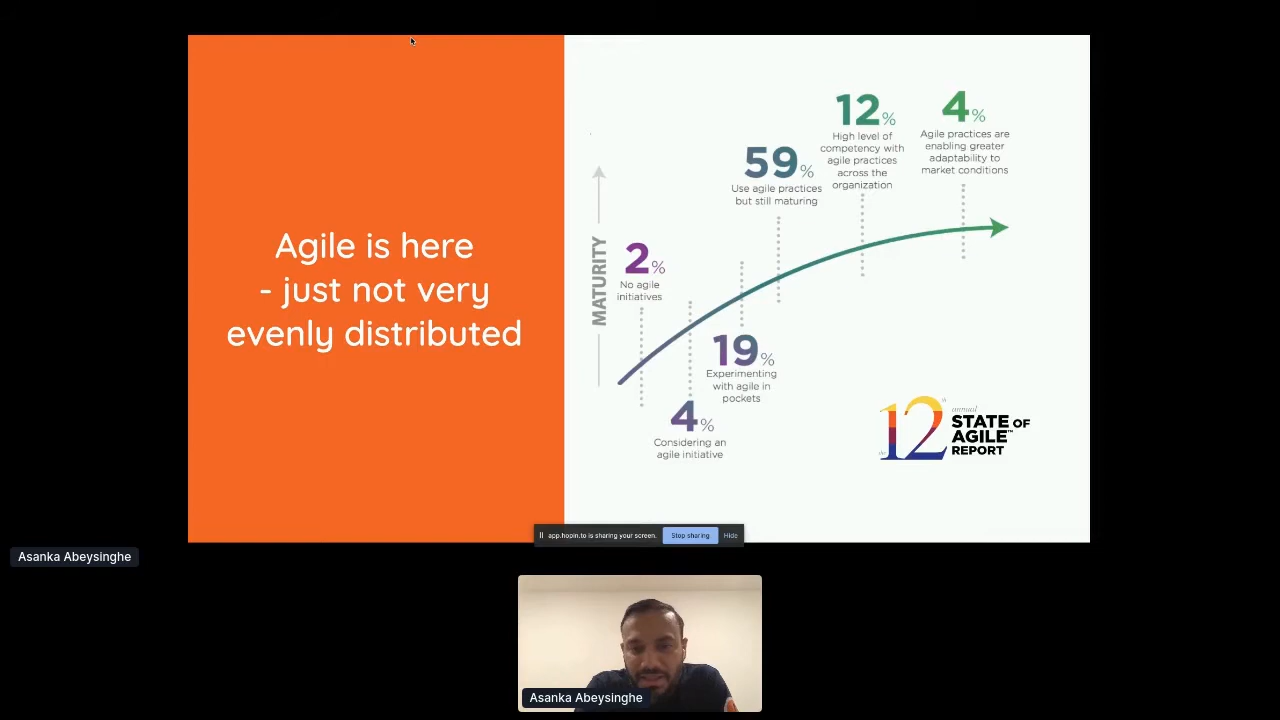 Agile is here
- just not very
evenly distributed
MATURITY
2%
No agile
initiatives
4%
Considering an
agile initiative
19%
Experimenting
with agile in
pockets
59%
Use agile practices
but still maturing
12%
High level of
competency with
agile practices
across the
organization
4%
Agile practices are
enabling greater
adaptability to
market conditions
the 12th annual
STATE OF
AGILE™
REPORT
app.hopin.to is sharing your screen.
Stop sharing
Hide
Asanka Abeysinghe
Asanka Abeysinghe